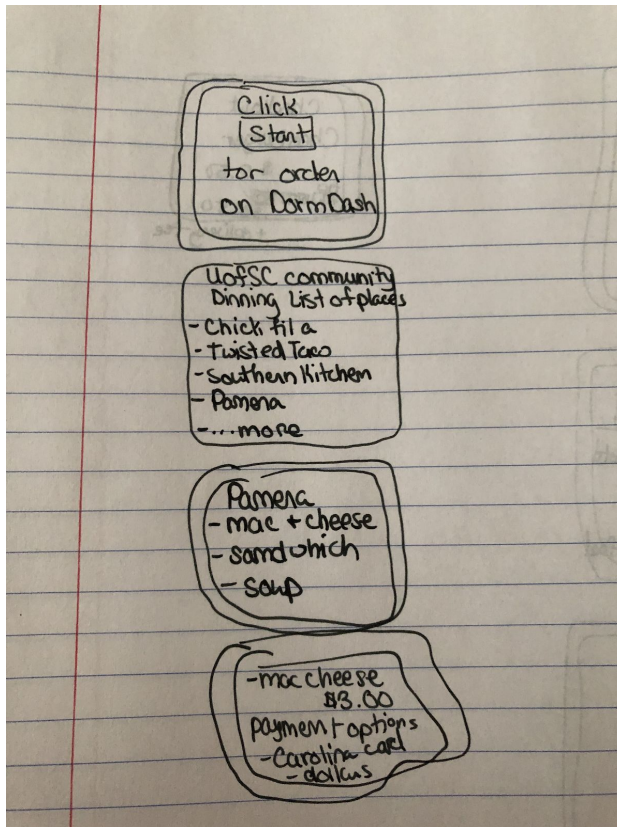 Click
Start
for order
on DormDash
UofSC community
Dinning List of places
- Chick fil a
- Twisted Taco
- Southern Kitchen
- Panera
- ...more
Panera
- mac + cheese
- sandwhich
- soup
- mac cheese
$3.00
payment options
- Carolina card
- dollars